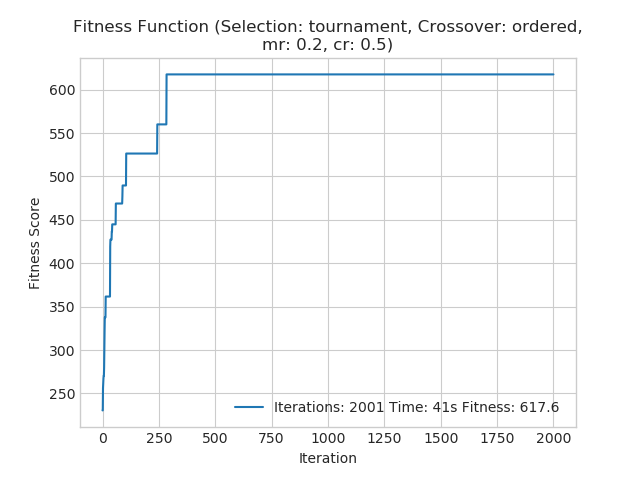 Fitness Function (Selection: tournament, Crossover: ordered,
mr: 0.2, cr: 0.5)
Fitness Score
600
550
500
450
400
350
300
250
Iterations: 2001 Time: 41s Fitness: 617.6
0 250 500 750 1000 1250 1500 1750 2000
Iteration